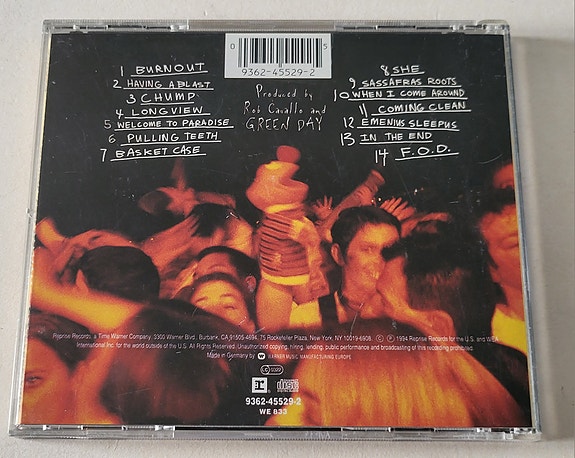 0 5
9362-45529-2
1 BURNOUT
2 HAVING A BLAST
3 CHUMP
4 LONGVIEW
5 WELCOME TO PARADISE
6 PULLING TEETH
7 BASKET CASE
Produced by
Rob Cavallo and
GREEN DAY
8 SHE
9 SASSAFRAS ROOTS
10 WHEN I COME AROUND
11 COMING CLEAN
12 EMENIUS SLEEPUS
13 IN THE END
14 F.O.D.
Reprise Records, a Time Warner Company, 3300 Warner Blvd., Burbank, CA 91505-4694. 75 Rockefeller Plaza, New York, NY 10019-6908. © ℗ 1994 Reprise Records for the U.S. and WEA
International Inc. for the world outside of the U.S. All Rights Reserved. Unauthorized copying, hiring, lending, public performance and broadcasting of this recording prohibited.
Made in Germany by WARNER MUSIC MANUFACTURING EUROPE
R COMPACT disc DIGITAL AUDIO
9362-45529-2
WE 833